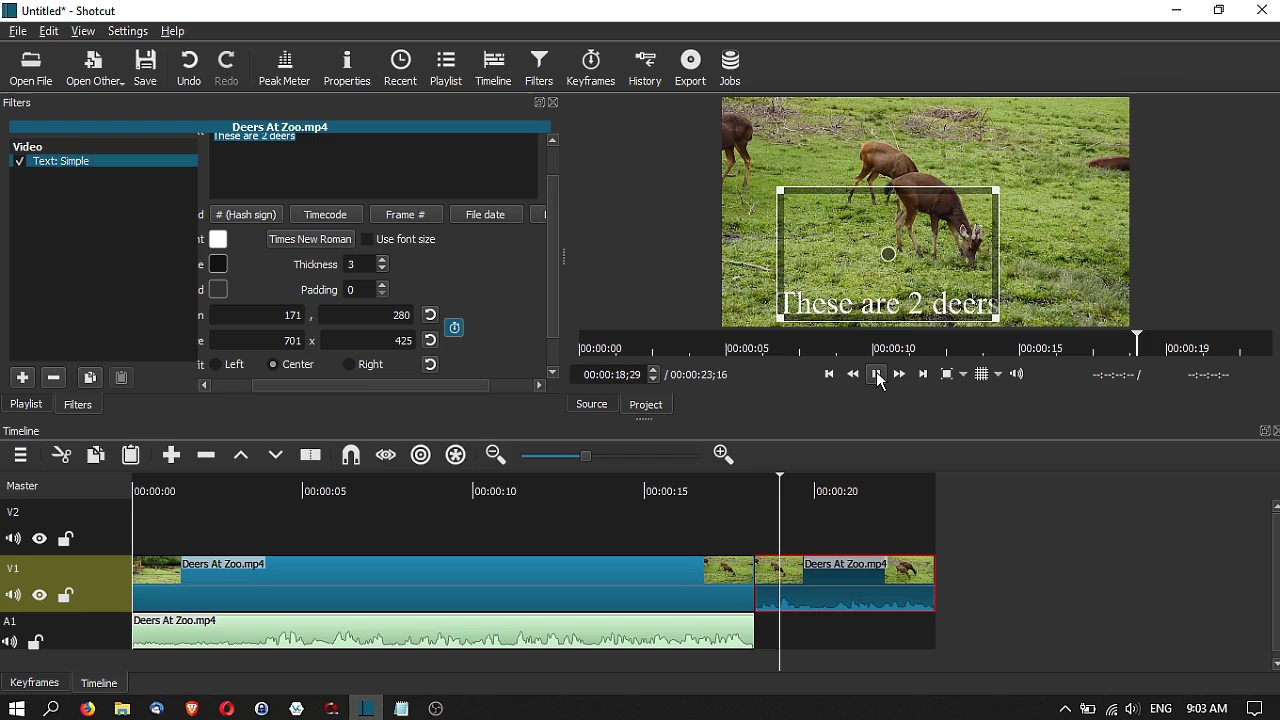 Untitled* - Shotcut
File Edit View Settings Help
Open File Open Other.. Save Undo Redo Peak Meter Properties Recent Playlist Timeline Filters Keyframes History Export Jobs
Filters
Deers At Zoo.mp4
Video
Text: Simple
These are 2 deers
# (Hash sign) Timecode Frame # File date
Times New Roman Use font size
Thickness 3
Padding 0
171 , 280
701 x 425
Left Center Right
Playlist Filters
These are 2 deers
00:00:00 00:00:05 00:00:10 00:00:15 00:00:19
00:00:18;29 / 00:00:23;16 --:--:--:-- / --:--:--:--
Source Project
Timeline
Master
00:00:00 00:00:05 00:00:10 00:00:15 00:00:20
V2
V1
Deers At Zoo.mp4 Deers At Zoo.mp4
A1
Deers At Zoo.mp4
Keyframes Timeline
ENG 9:03 AM